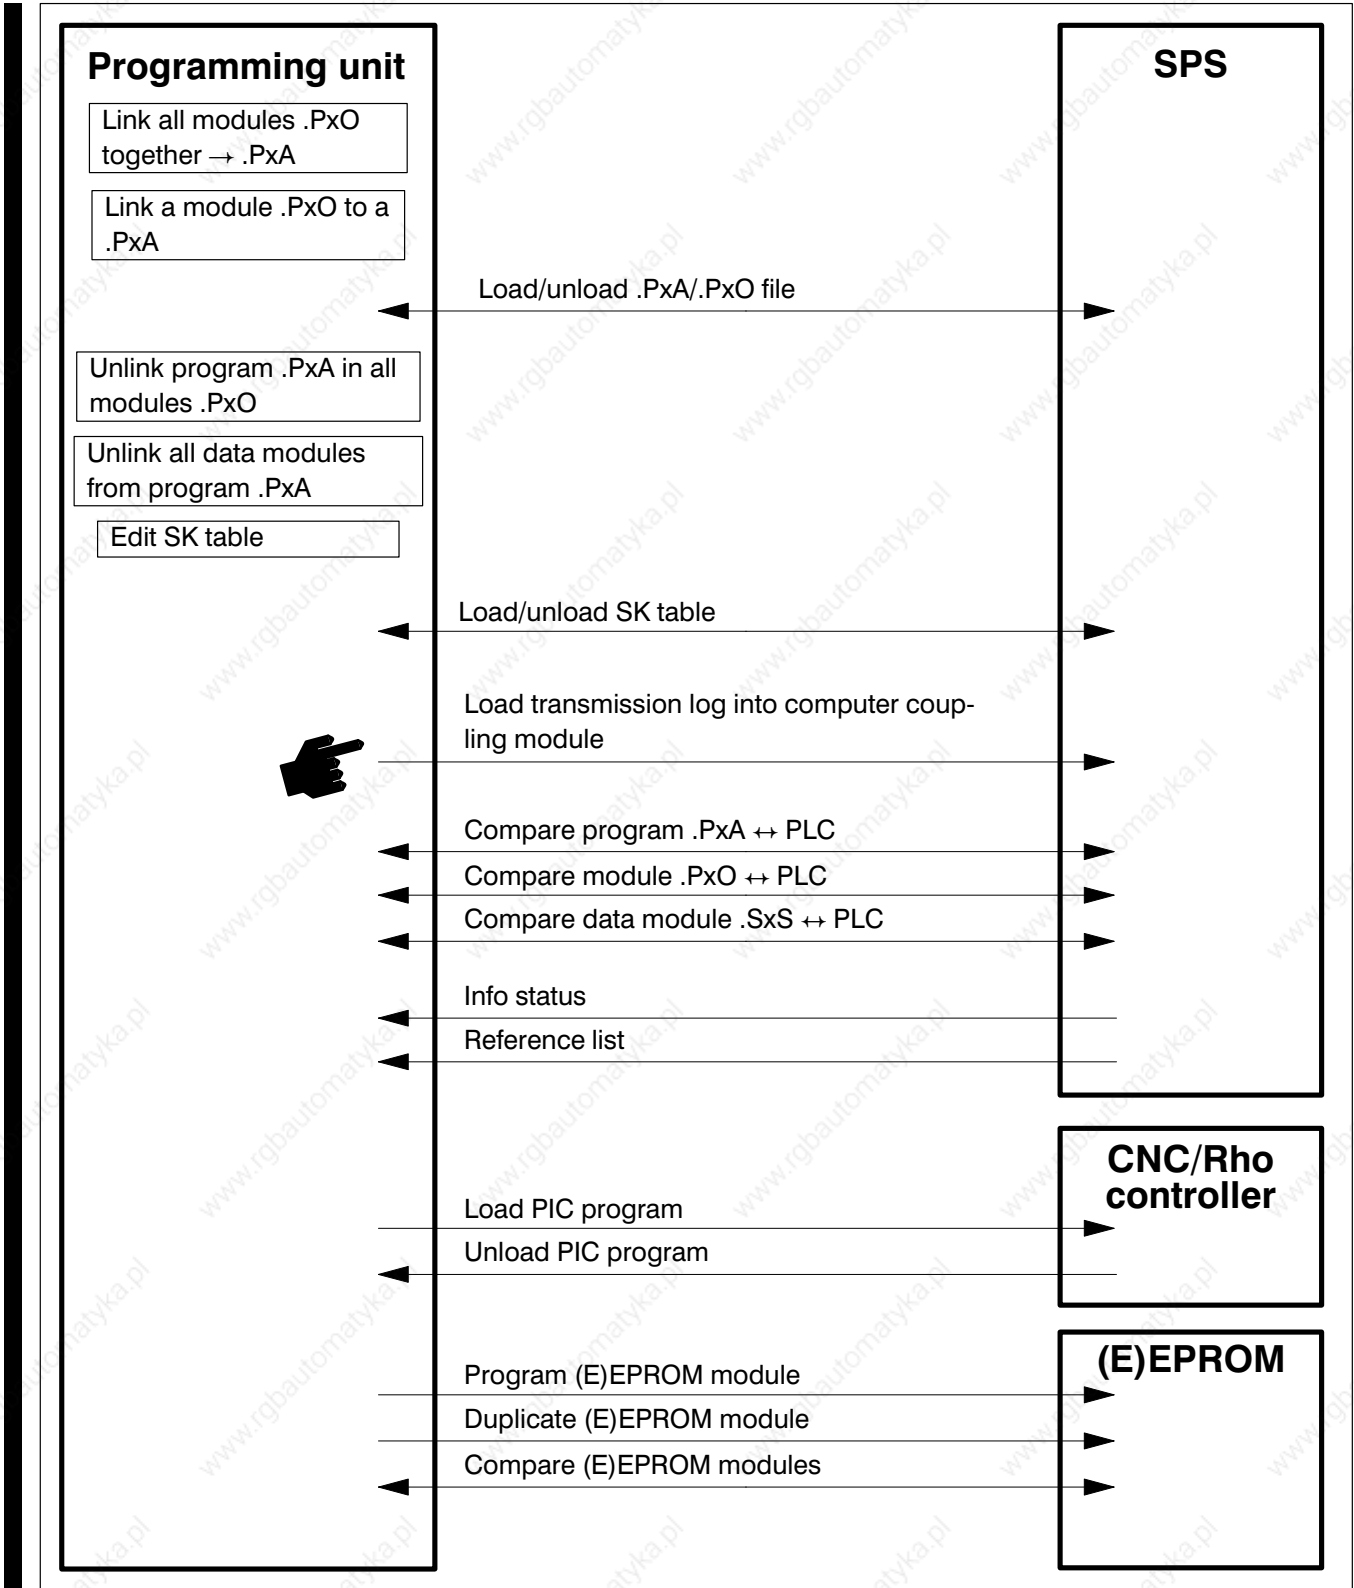 Programming unit
SPS
Link all modules .PxO
together → .PxA
Link a module .PxO to a
.PxA
Load/unload .PxA/.PxO file
Unlink program .PxA in all
modules .PxO
Unlink all data modules
from program .PxA
Edit SK table
Load/unload SK table
Load transmission log into computer coup-
ling module
Compare program .PxA ↔ PLC
Compare module .PxO ↔ PLC
Compare data module .SxS ↔ PLC
Info status
Reference list
CNC/Rho
controller
Load PIC program
Unload PIC program
(E)EPROM
Program (E)EPROM module
Duplicate (E)EPROM module
Compare (E)EPROM modules
www.rgbautomatyka.pl